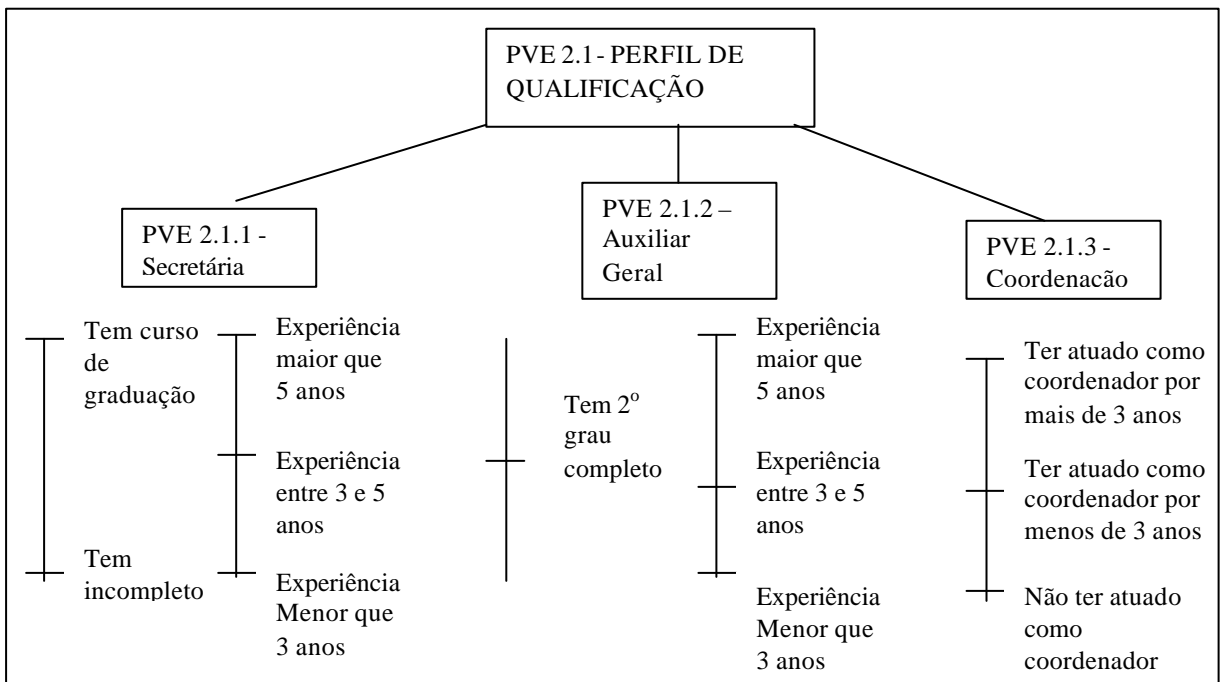 PVE 2.1 - PERFIL DE
QUALIFICAÇÃO
PVE 2.1.1 -
Secretária
PVE 2.1.2 –
Auxiliar
Geral
PVE 2.1.3 -
Coordenacão
Tem curso
de
graduação
Tem
incompleto
Experiência
maior que
5 anos
Experiência
entre 3 e 5
anos
Experiência
Menor que
3 anos
Tem 2º
grau
completo
Experiência
maior que
5 anos
Experiência
entre 3 e 5
anos
Experiência
Menor que
3 anos
Ter atuado como
coordenador por
mais de 3 anos
Ter atuado como
coordenador por
menos de 3 anos
Não ter atuado
como
coordenador